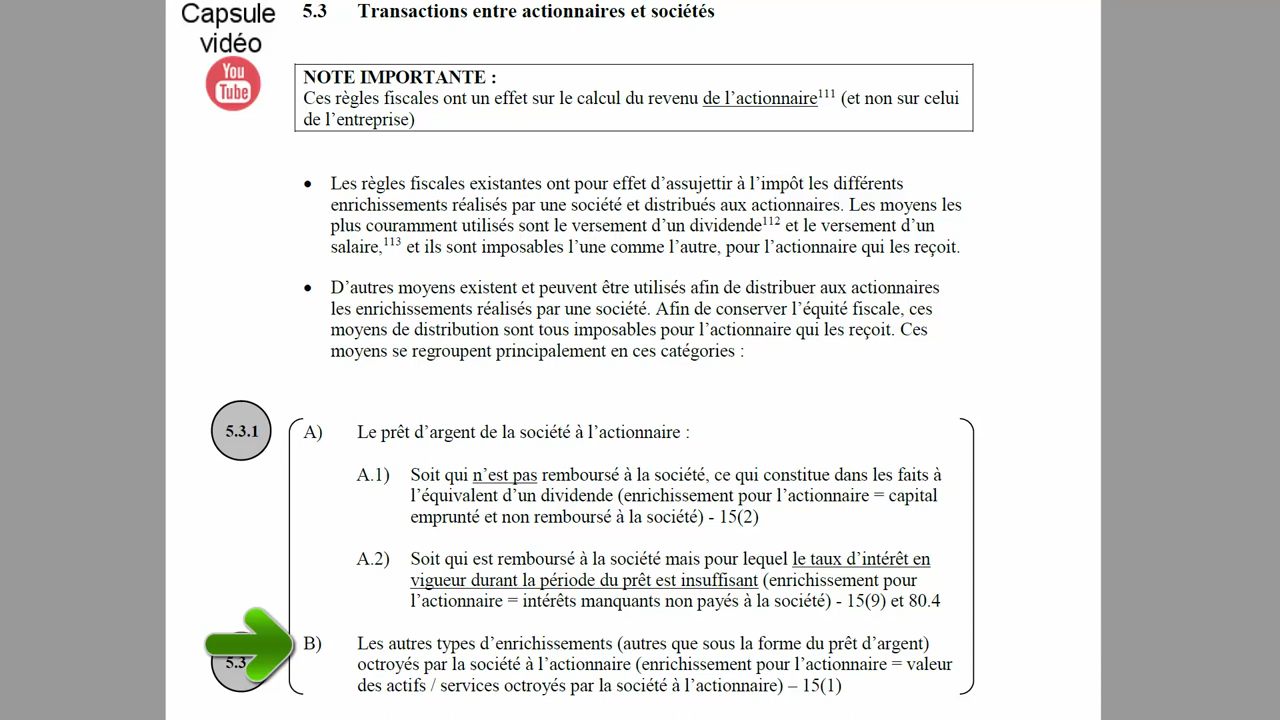 Capsule
vidéo
You
Tube
5.3 Transactions entre actionnaires et sociétés
NOTE IMPORTANTE :
Ces règles fiscales ont un effet sur le calcul du revenu de l’actionnaire111 (et non sur celui
de l’entreprise)
• Les règles fiscales existantes ont pour effet d’assujettir à l’impôt les différents
enrichissements réalisés par une société et distribués aux actionnaires. Les moyens les
plus couramment utilisés sont le versement d’un dividende112 et le versement d’un
salaire,113 et ils sont imposables l’une comme l’autre, pour l’actionnaire qui les reçoit.
• D’autres moyens existent et peuvent être utilisés afin de distribuer aux actionnaires
les enrichissements réalisés par une société. Afin de conserver l’équité fiscale, ces
moyens de distribution sont tous imposables pour l’actionnaire qui les reçoit. Ces
moyens se regroupent principalement en ces catégories :
5.3.1
A) Le prêt d’argent de la société à l’actionnaire :
A.1) Soit qui n’est pas remboursé à la société, ce qui constitue dans les faits à
l’équivalent d’un dividende (enrichissement pour l’actionnaire = capital
emprunté et non remboursé à la société) - 15(2)
A.2) Soit qui est remboursé à la société mais pour lequel le taux d’intérêt en
vigueur durant la période du prêt est insuffisant (enrichissement pour
l’actionnaire = intérêts manquants non payés à la société) - 15(9) et 80.4
5.3
B) Les autres types d’enrichissements (autres que sous la forme du prêt d’argent)
octroyés par la société à l’actionnaire (enrichissement pour l’actionnaire = valeur
des actifs / services octroyés par la société à l’actionnaire) – 15(1)